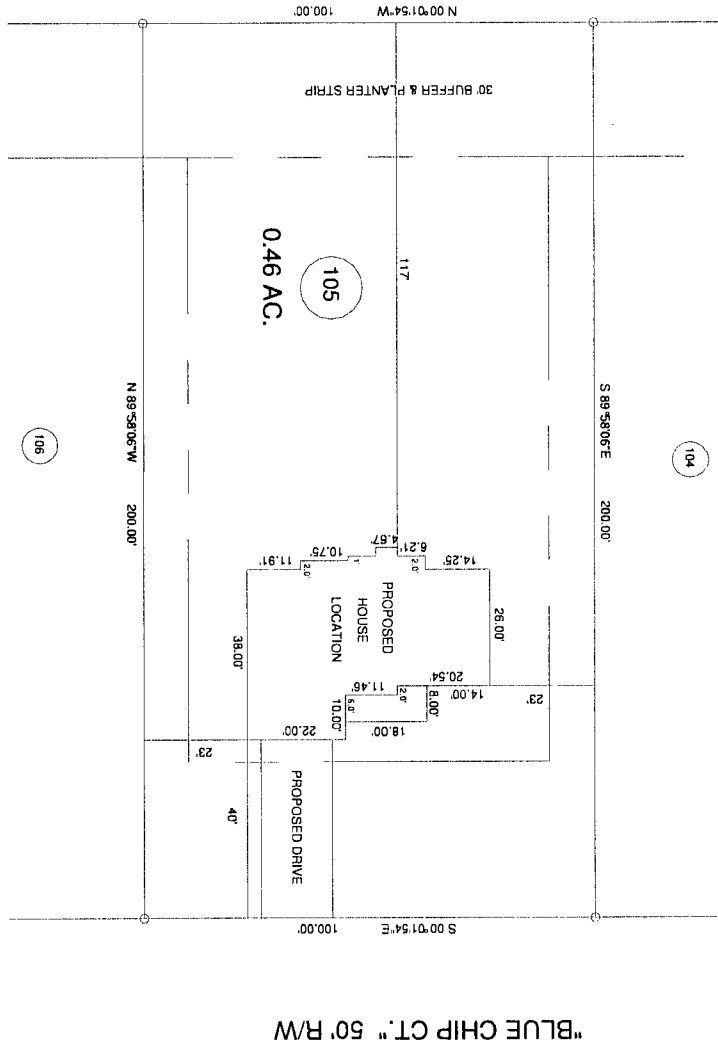 N 00°01'54"W 100.00'
30' BUFFER & PLANTER STRIP
117'
105
0.46 AC.
S 89°58'06"E 200.00'
104
N 89°58'06"W 200.00'
106
4.67'
6.21'
2.0'
14.25'
10.75'
1'
2.0'
11.91'
26.00'
38.00'
PROPOSED
HOUSE
LOCATION
20.54'
14.00'
23'
2.0'
8.00'
11.46'
6.0'
10.00'
18.00'
22.00'
23'
PROPOSED DRIVE
40'
S 00°01'54"E 100.00'
"BLUE CHIP CT." 50' R/W